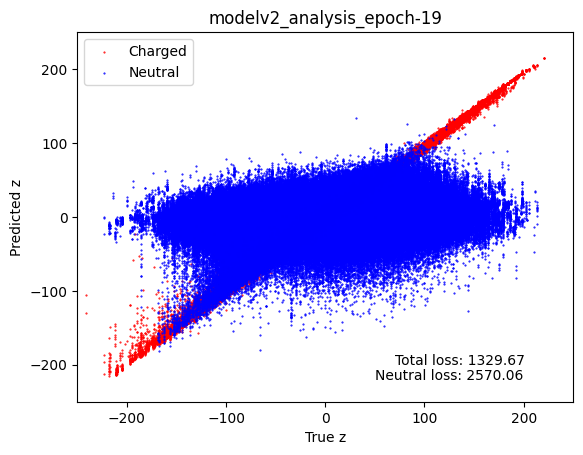 modelv2_analysis_epoch-19
Charged
Neutral
Predicted z
200
100
0
−100
−200
Total loss: 1329.67
Neutral loss: 2570.06
−200
−100
0
100
200
True z